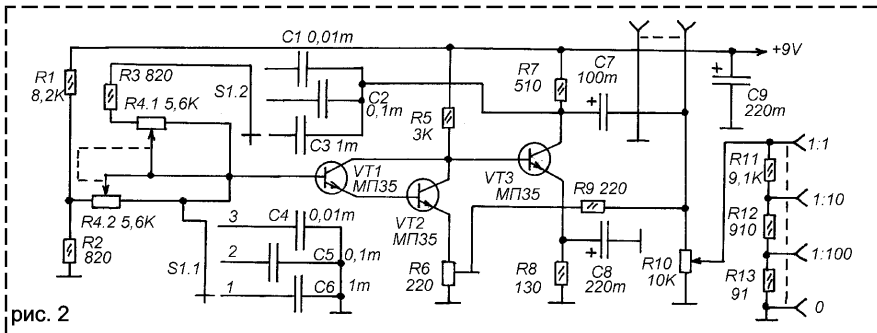 C1 0,01m
+9V
R1
8,2K
R3 820
R4.1 5,6K
S1.2
C2
0,1m
C3 1m
R5
3K
R7
510
C7
100m
+
+
C9
220m
VT1
МП35
VT2
МП35
VT3
МП35
R9 220
R11
9,1K
1:1
R4.2 5,6K
R2
820
S1.1
3
C4
0,01m
2
C5
0,1m
1
C6
1m
R6
220
R8
130
+
C8
220m
R10
10K
R12
910
1:10
R13
91
1:100
0
рис. 2